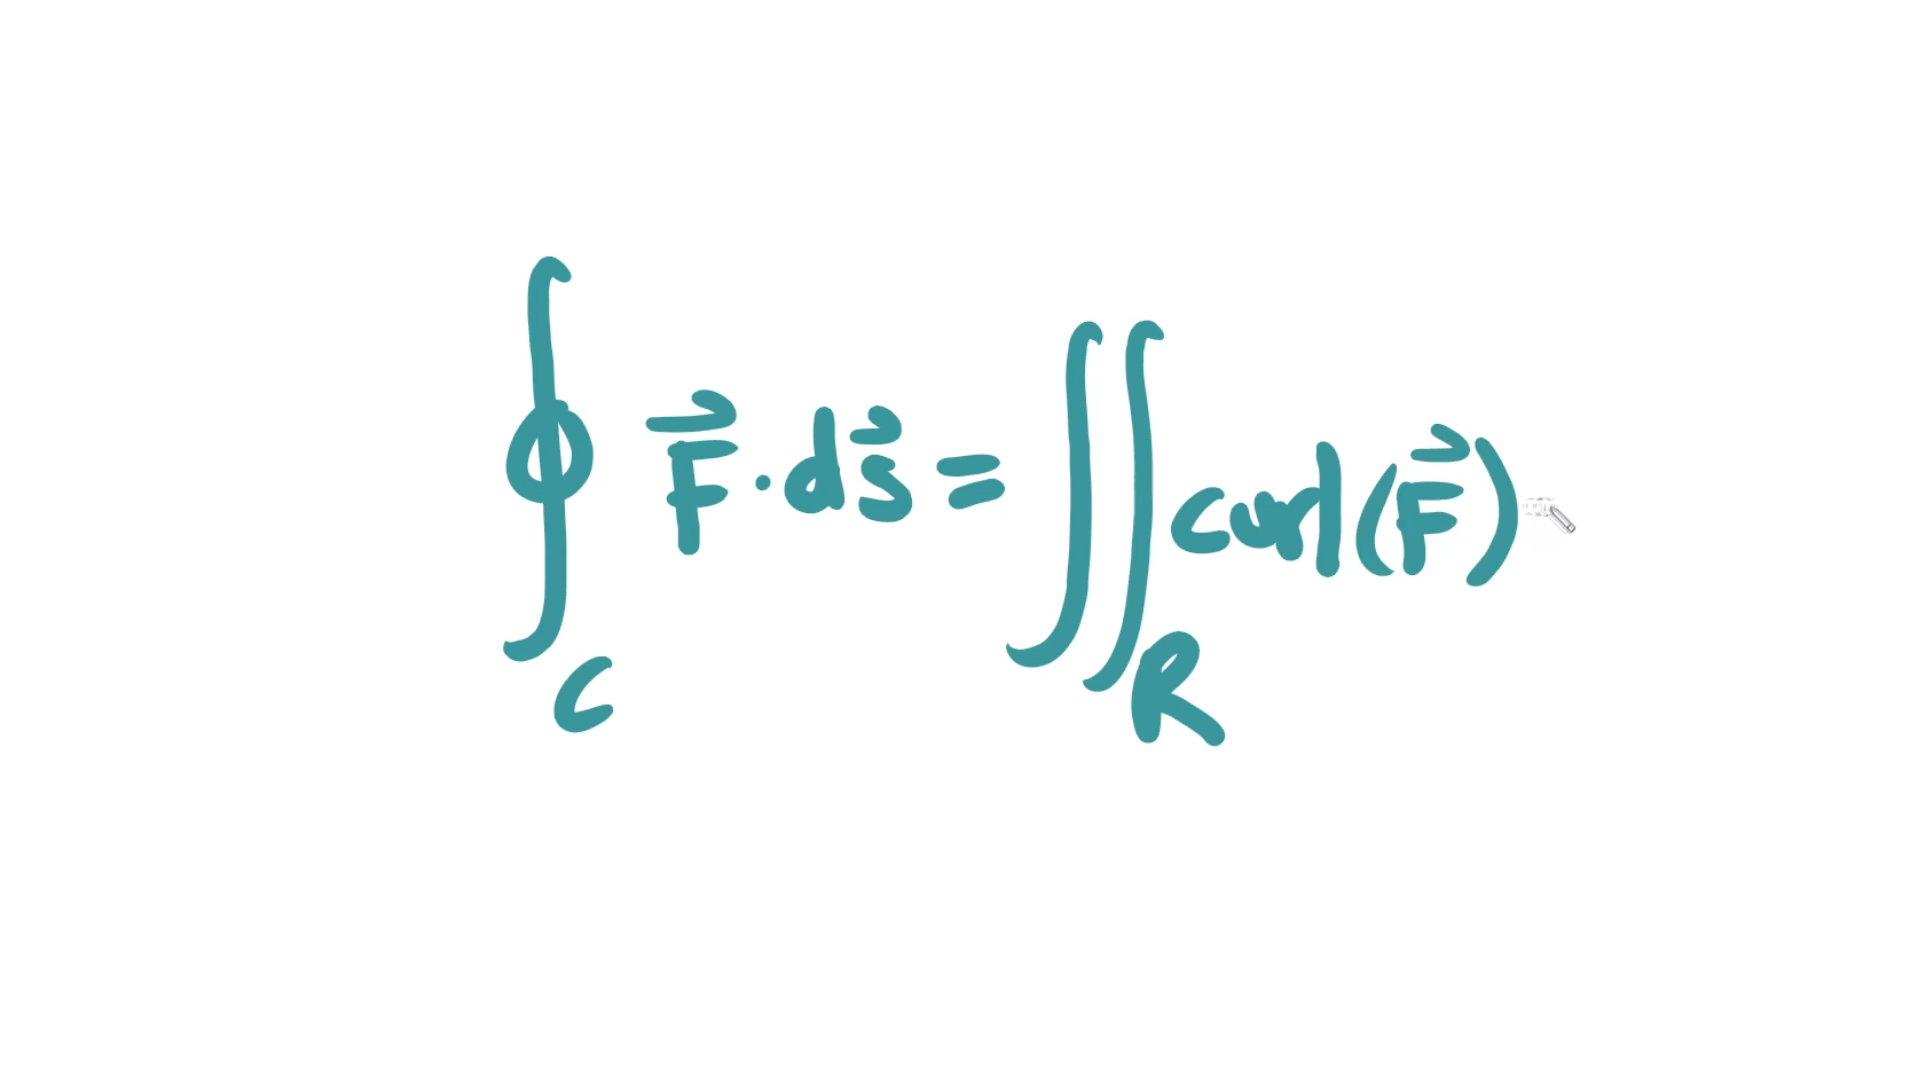 ∮_C F⃗ · ds⃗ = ∬_R curl(F⃗)